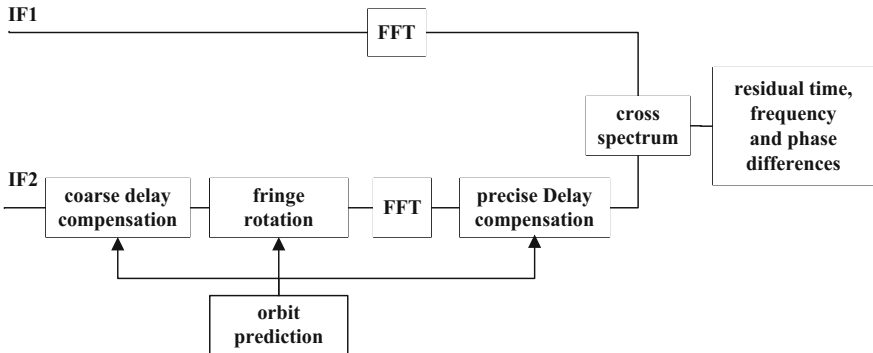 IF1
FFT
cross
spectrum
residual time,
frequency
and phase
differences
IF2
coarse delay
compensation
fringe
rotation
FFT
precise Delay
compensation
orbit
prediction